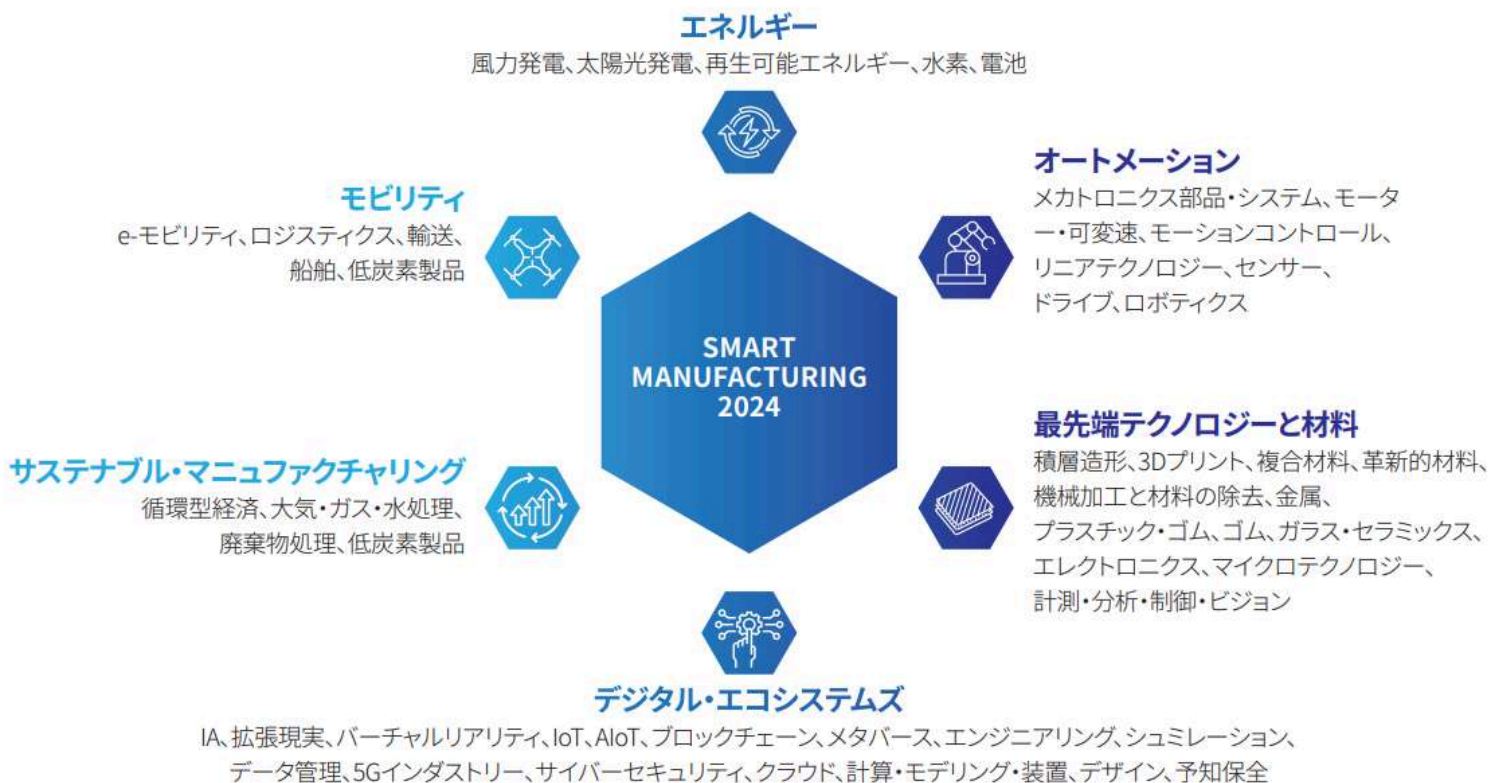 エネルギー
風力発電、太陽光発電、再生可能エネルギー、水素、電池
オートメーション
メカトロニクス部品・システム、モータ
ー・可変速、モーションコントロール、
リニアテクノロジー、センサー、
ドライブ、ロボティクス
モビリティ
e-モビリティ、ロジスティクス、輸送、
船舶、低炭素製品
SMART
MANUFACTURING
2024
最先端テクノロジーと材料
積層造形、3Dプリント、複合材料、革新的材料、
機械加工と材料の除去、金属、
プラスチック・ゴム、ゴム、ガラス・セラミックス、
エレクトロニクス、マイクロテクノロジー、
計測・分析・制御・ビジョン
サステナブル・マニュファクチャリング
循環型経済、大気・ガス・水処理、
廃棄物処理、低炭素製品
デジタル・エコシステムズ
IA、拡張現実、バーチャルリアリティ、IoT、AIoT、ブロックチェーン、メタバース、エンジニアリング、シュミレーション、
データ管理、5Gインダストリー、サイバーセキュリティ、クラウド、計算・モデリング・装置、デザイン、予知保全